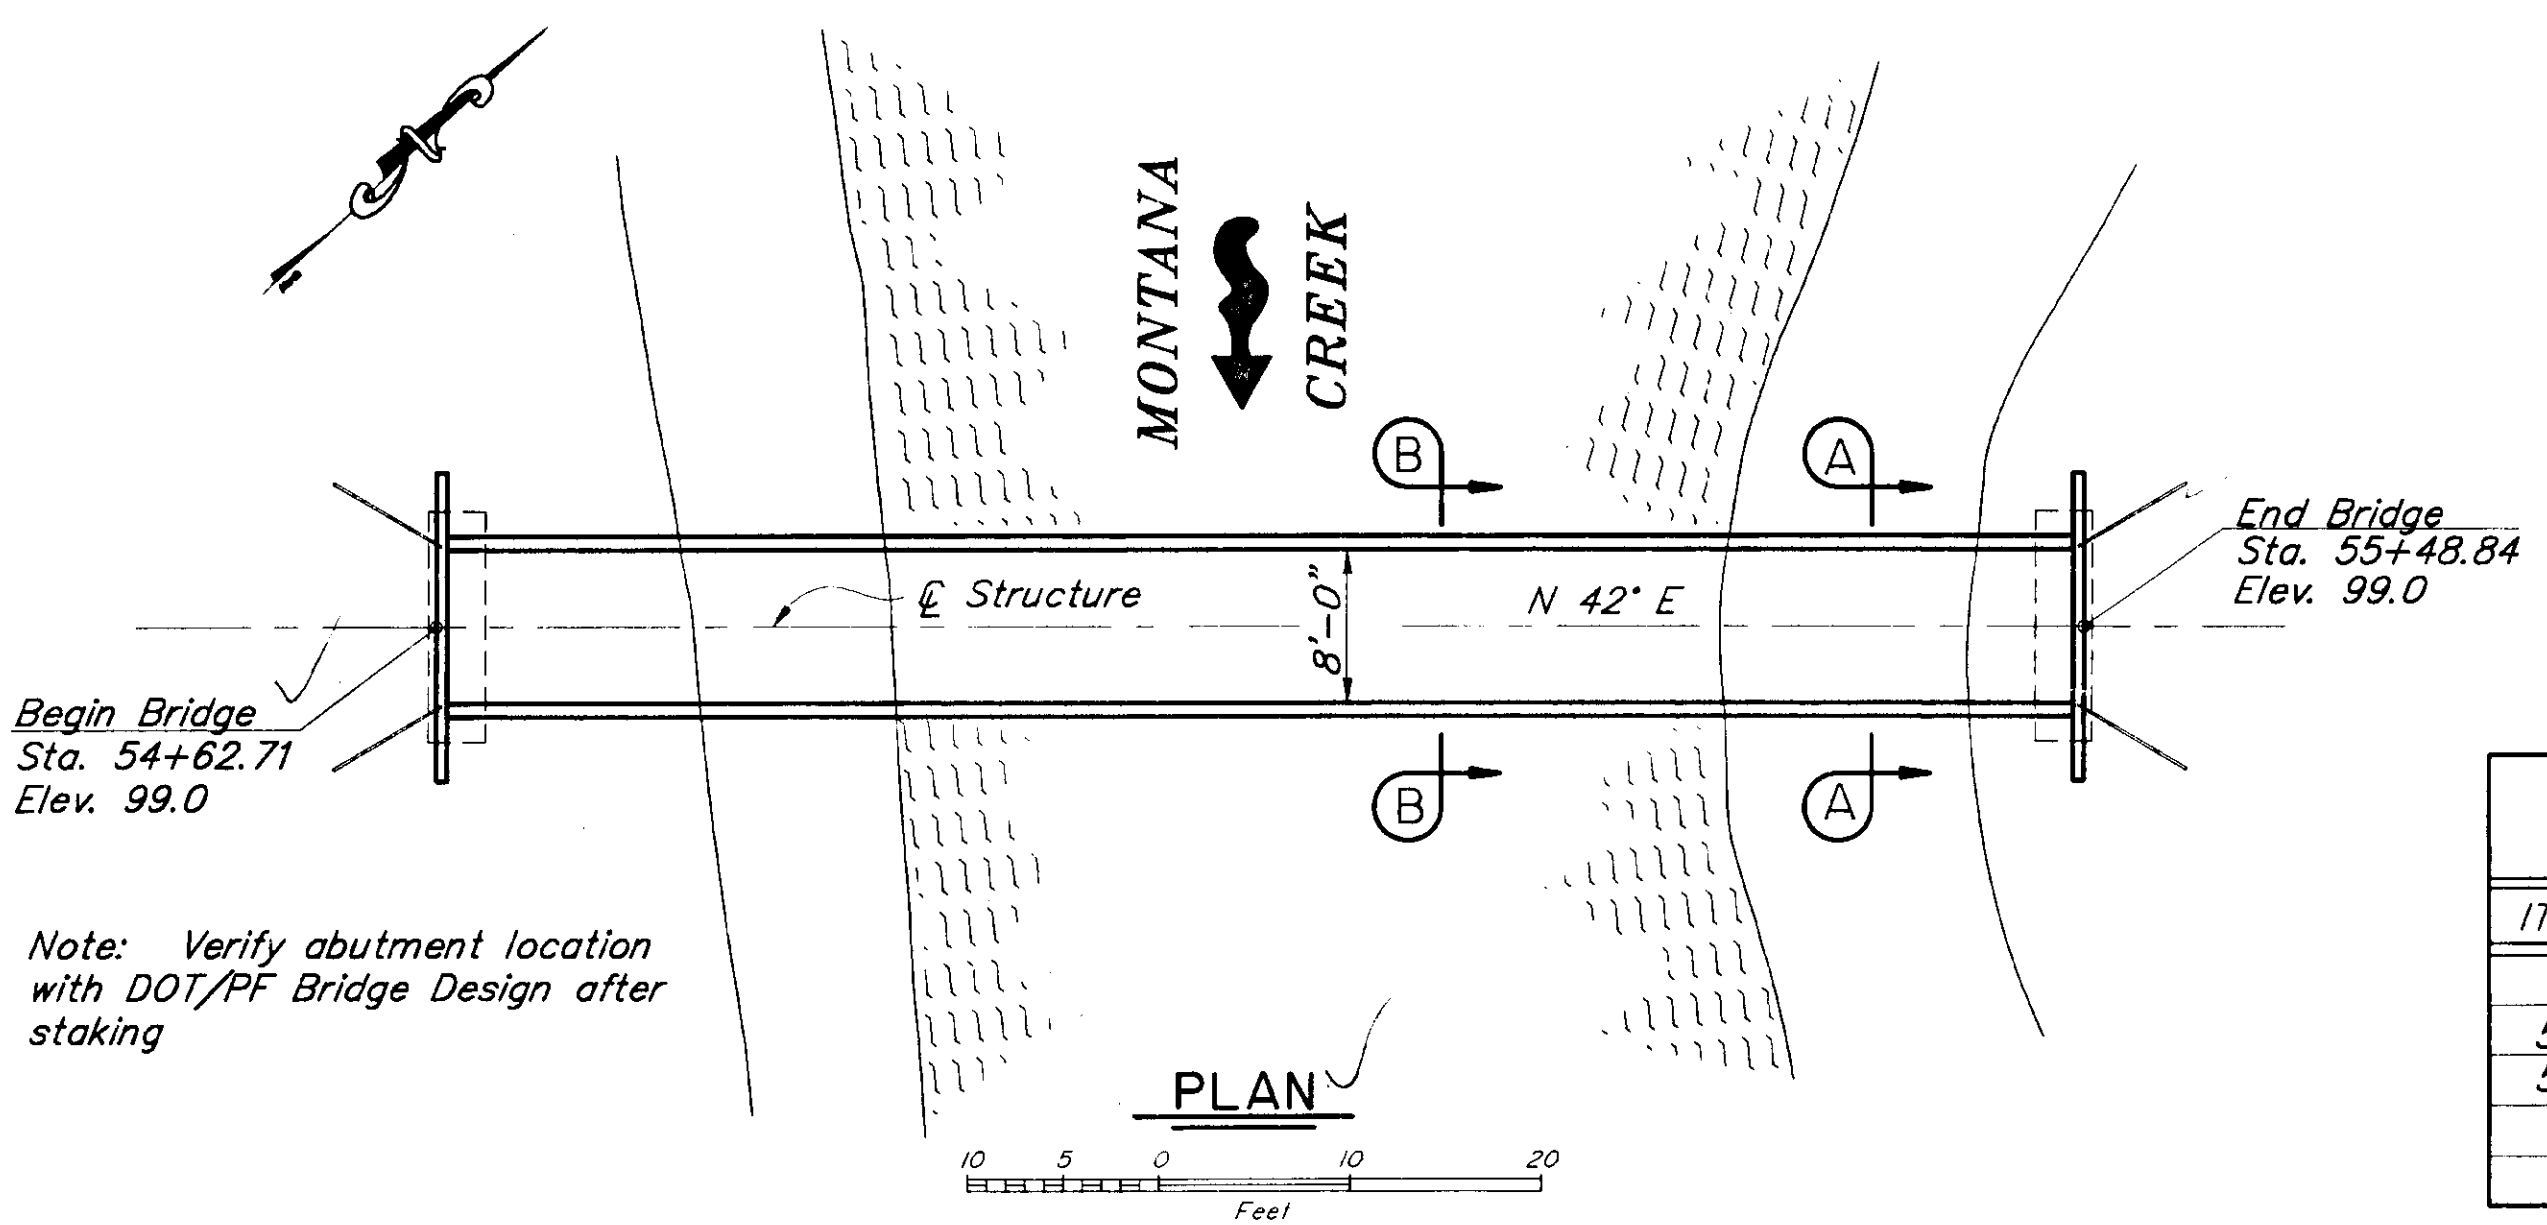 MONTANA
CREEK
B
A
End Bridge
Sta. 55+48.84
Elev. 99.0
℄ Structure
8'-0"
N 42° E
Begin Bridge
Sta. 54+62.71
Elev. 99.0
B
A
Note: Verify abutment location
with DOT/PF Bridge Design after
staking
PLAN
10 5 0 10 20
Feet